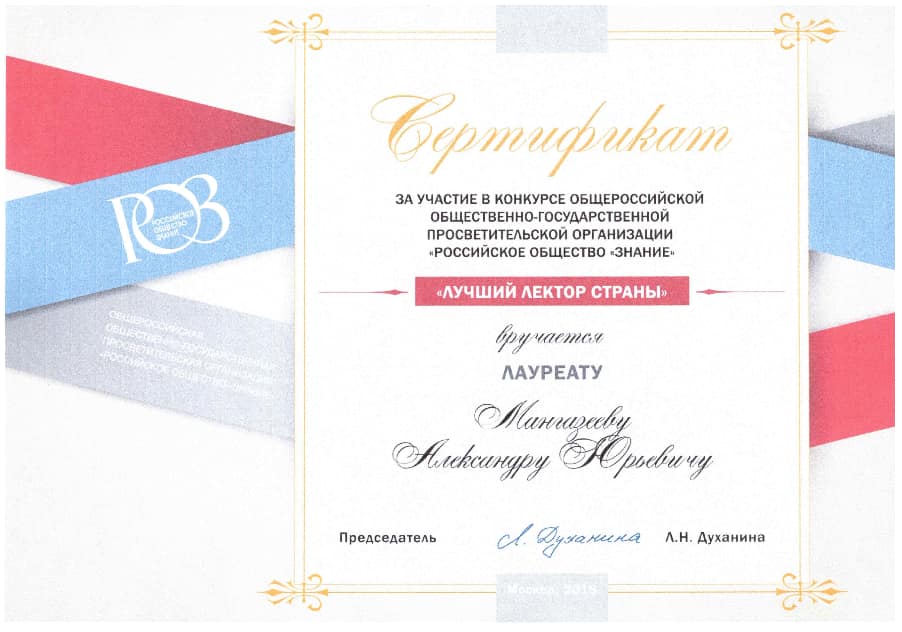 Сертификат
ЗА УЧАСТИЕ В КОНКУРСЕ ОБЩЕРОССИЙСКОЙ
ОБЩЕСТВЕННО-ГОСУДАРСТВЕННОЙ
ПРОСВЕТИТЕЛЬСКОЙ ОРГАНИЗАЦИИ
«РОССИЙСКОЕ ОБЩЕСТВО «ЗНАНИЕ»
«ЛУЧШИЙ ЛЕКТОР СТРАНЫ»
вручается
ЛАУРЕАТУ
Мангазееву
Александру Юрьевичу
Председатель Л. Духанина Л.Н. Духанина
Москва, 2018
РОЗ
РОССИЙСКОЕ
ОБЩЕСТВО
ЗНАНИЕ
ОБЩЕРОССИЙСКАЯ
ОБЩЕСТВЕННО-ГОСУДАРСТВЕННАЯ
ПРОСВЕТИТЕЛЬСКАЯ ОРГАНИЗАЦИЯ
«РОССИЙСКОЕ ОБЩЕСТВО «ЗНАНИЕ»